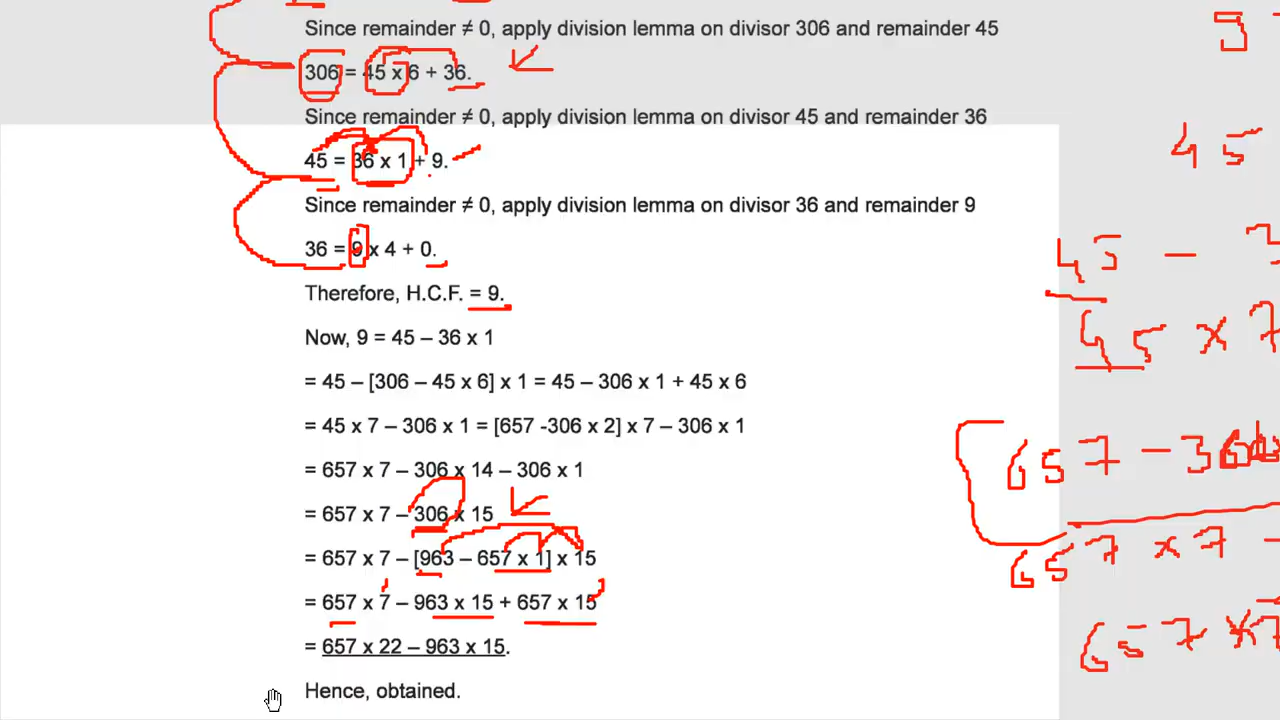 Since remainder ≠ 0, apply division lemma on divisor 306 and remainder 45
306 = 45 x 6 + 36.
Since remainder ≠ 0, apply division lemma on divisor 45 and remainder 36
45
45 = 36 x 1 + 9.
Since remainder ≠ 0, apply division lemma on divisor 36 and remainder 9
36 = 9 x 4 + 0.
45 – 3
Therefore, H.C.F. = 9.
Now, 9 = 45 – 36 x 1
45 x 7
= 45 – [306 – 45 x 6] x 1 = 45 – 306 x 1 + 45 x 6
= 45 x 7 – 306 x 1 = [657 -306 x 2] x 7 – 306 x 1
657 –
= 657 x 7 – 306 x 14 – 306 x 1
= 657 x 7 – 306 x 15
= 657 x 7 – [963 – 657 x 1] x 15
657 x 7 –
= 657 x 7 – 963 x 15 + 657 x 15
= 657 x 22 – 963 x 15.
657 x 7
Hence, obtained.